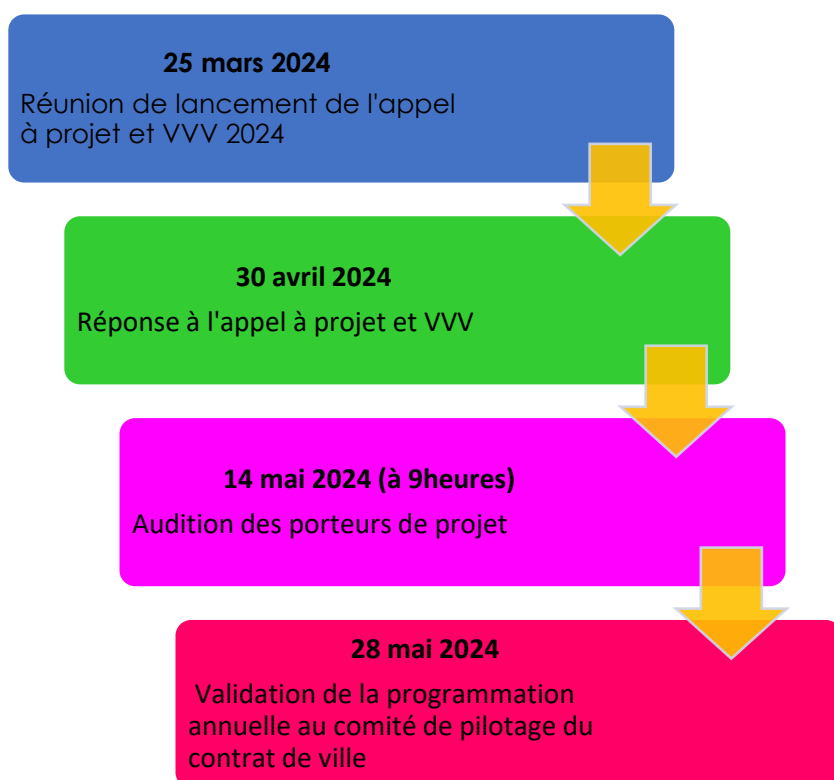 25 mars 2024
Réunion de lancement de l'appel
à projet et VVV 2024
30 avril 2024
Réponse à l'appel à projet et VVV
14 mai 2024 (à 9heures)
Audition des porteurs de projet
28 mai 2024
Validation de la programmation
annuelle au comité de pilotage du
contrat de ville